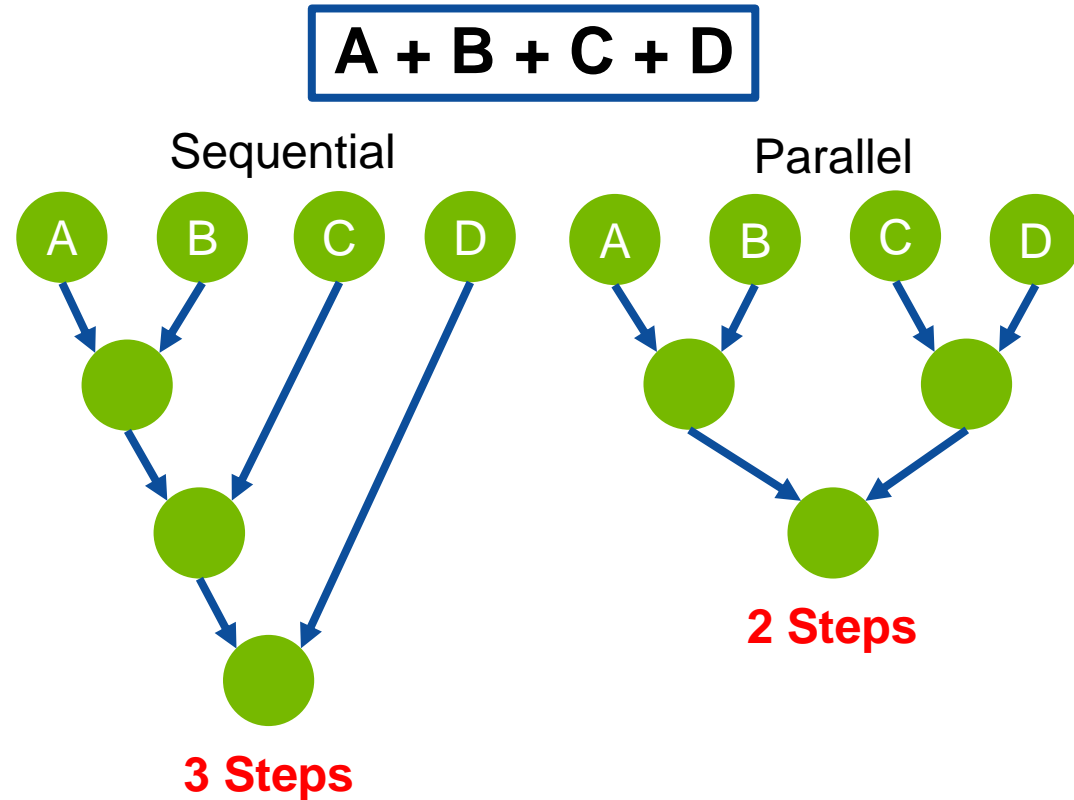 A + B + C + D
Sequential
A B C D
3 Steps
Parallel
A B C D
2 Steps